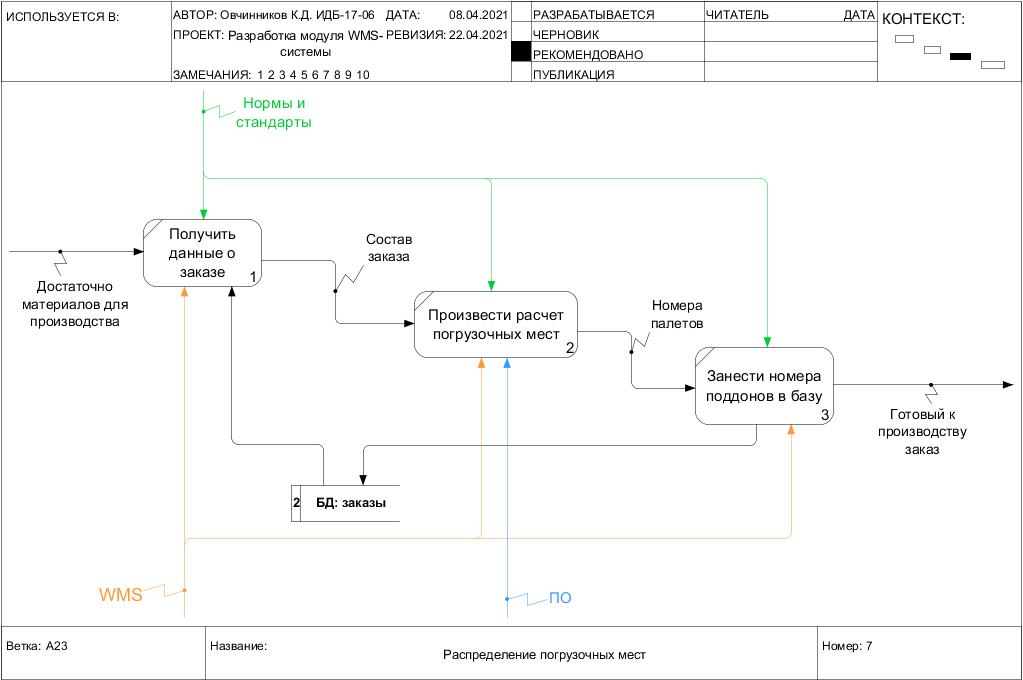 ИСПОЛЬЗУЕТСЯ В:
АВТОР: Овчинников К.Д. ИДБ-17-06 ДАТА: 08.04.2021
ПРОЕКТ: Разработка модуля WMS-системы РЕВИЗИЯ: 22.04.2021
ЗАМЕЧАНИЯ: 1 2 3 4 5 6 7 8 9 10
РАЗРАБАТЫВАЕТСЯ
ЧЕРНОВИК
РЕКОМЕНДОВАНО
ПУБЛИКАЦИЯ
ЧИТАТЕЛЬ ДАТА
КОНТЕКСТ:
Нормы и
стандарты
Получить
данные о
заказе
1
Состав
заказа
Достаточно
материалов для
производства
Произвести расчет
погрузочных мест
2
Номера
палетов
Занести номера
поддонов в базу
3
Готовый к
производству
заказ
2 БД: заказы
WMS
ПО
Ветка: A23
Название:
Распределение погрузочных мест
Номер: 7